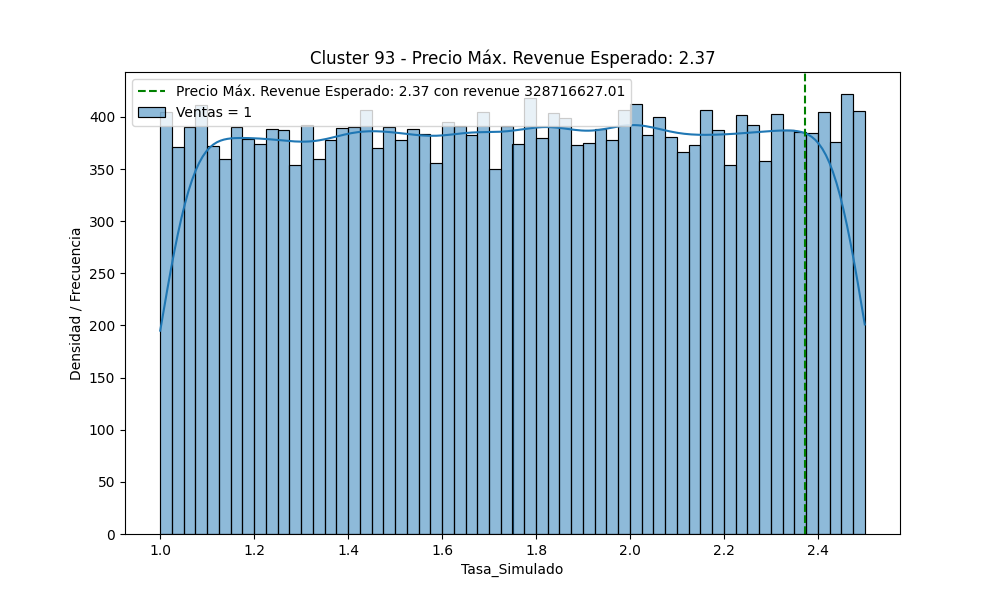 Cluster 93 - Precio Máx. Revenue Esperado: 2.37
Precio Máx. Revenue Esperado: 2.37 con revenue 328716627.01
Ventas = 1
Densidad / Frecuencia
400
350
300
250
200
150
100
50
0
1.0 1.2 1.4 1.6 1.8 2.0 2.2 2.4
Tasa_Simulado